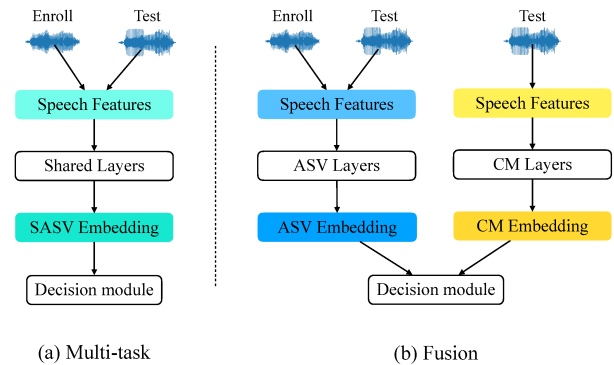 Enroll
Test
Speech Features
Shared Layers
SASV Embedding
Decision module
(a) Multi-task
Enroll
Test
Test
Speech Features
Speech Features
ASV Layers
CM Layers
ASV Embedding
CM Embedding
Decision module
(b) Fusion